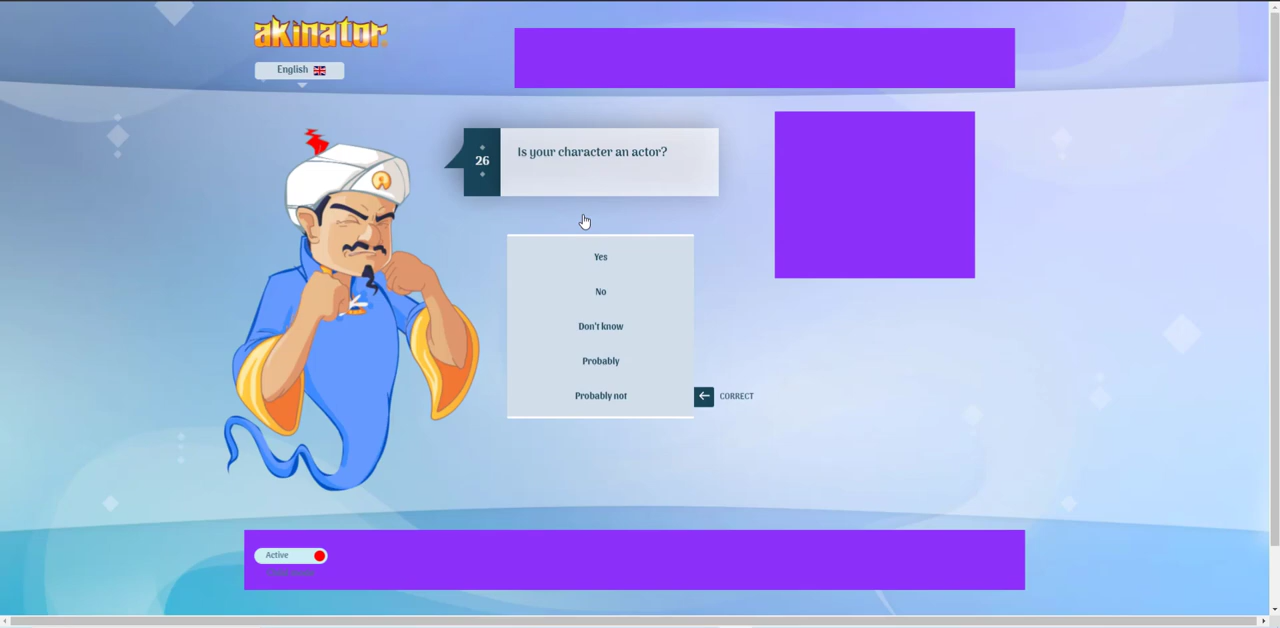 akinator
English
26
Is your character an actor?
Yes
No
Don't know
Probably
Probably not
CORRECT
Active